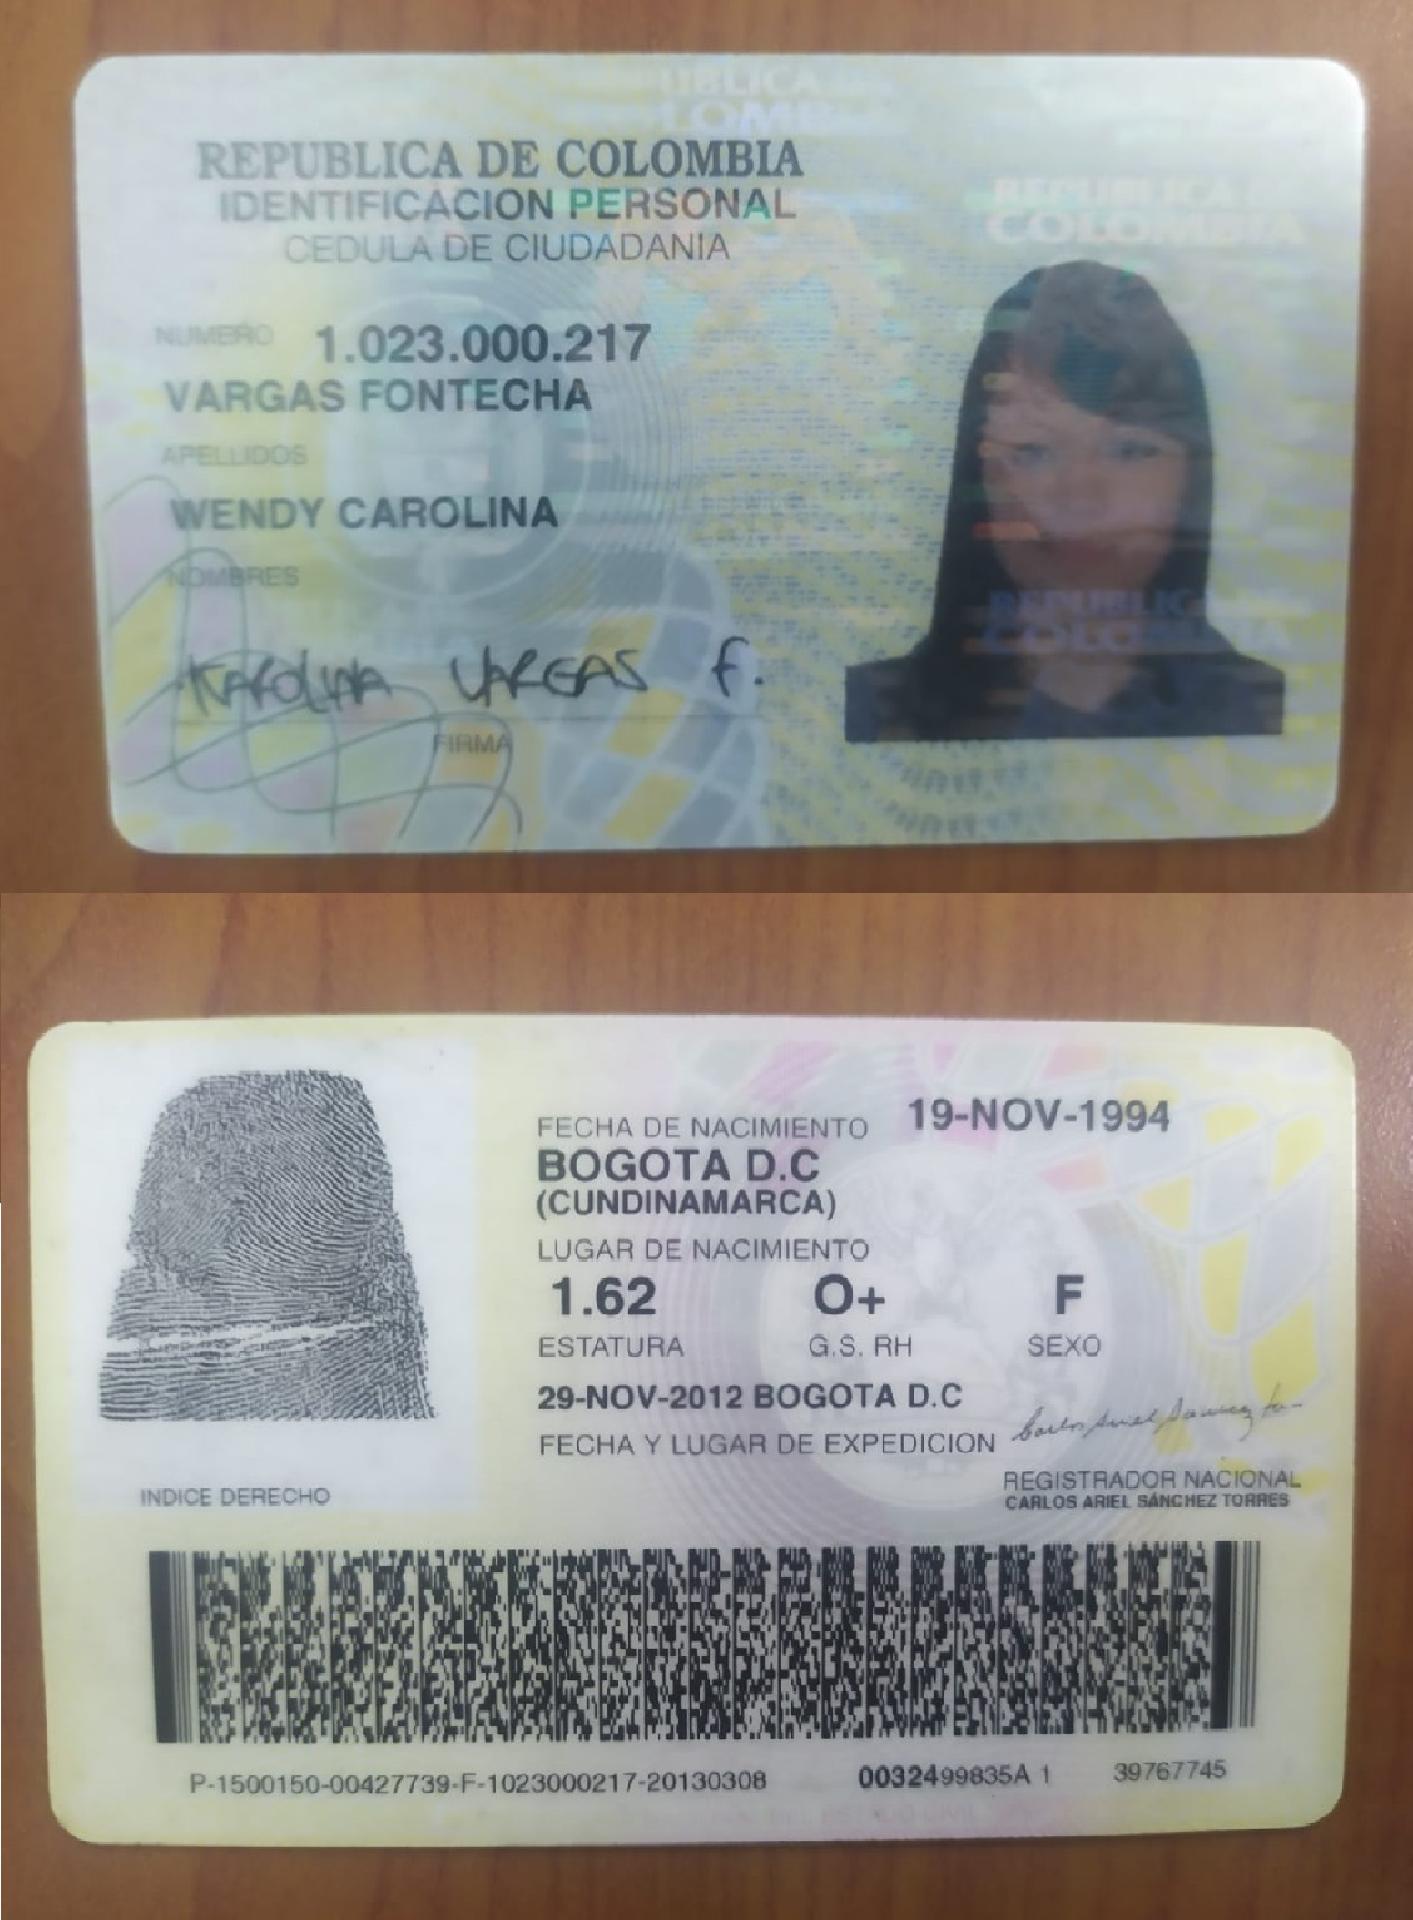 REPUBLICA DE COLOMBIA
IDENTIFICACION PERSONAL
CEDULA DE CIUDADANIA
REPUBLICA DE
COLOMBIA
NUMERO 1.023.000.217
VARGAS FONTECHA
APELLIDOS
WENDY CAROLINA
NOMBRES
KAROLINA VARGAS F.
FIRMA
FECHA DE NACIMIENTO 19-NOV-1994
BOGOTA D.C
(CUNDINAMARCA)
LUGAR DE NACIMIENTO
1.62 O+ F
ESTATURA G.S. RH SEXO
29-NOV-2012 BOGOTA D.C
FECHA Y LUGAR DE EXPEDICION
INDICE DERECHO
REGISTRADOR NACIONAL
CARLOS ARIEL SÁNCHEZ TORRES
P-1500150-00427739-F-1023000217-20130308 0032499835A 1 39767745